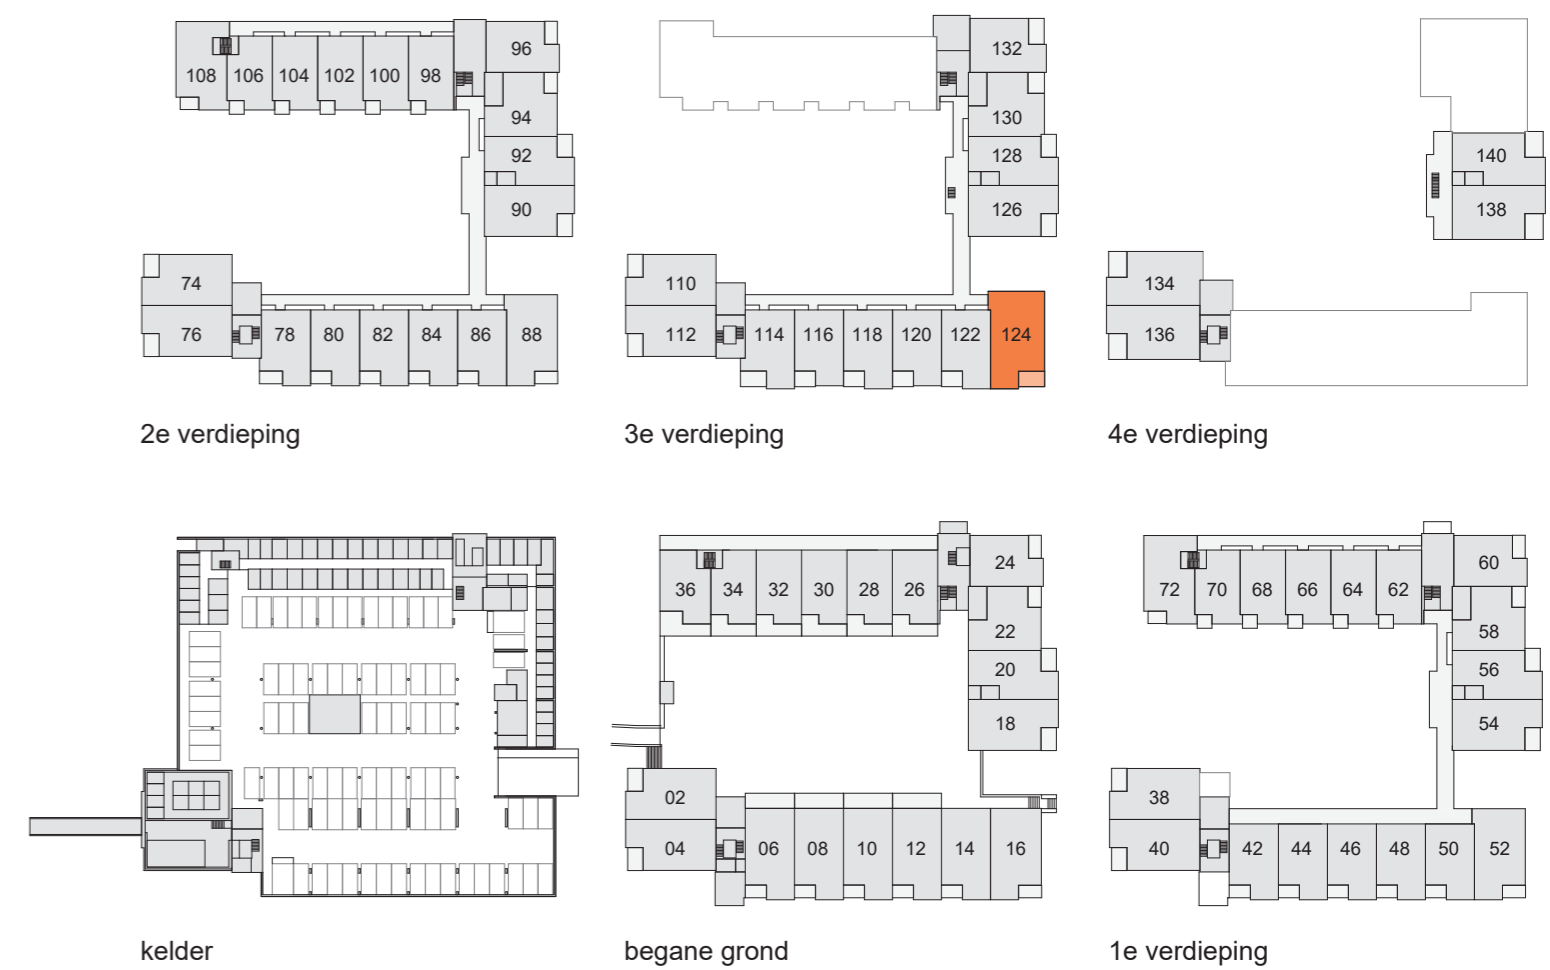 108 106 104 102 100 98 96
94
92
90
74
76 78 80 82 84 86 88
2e verdieping
132
130
128
126
110
112 114 116 118 120 122 124
3e verdieping
140
138
134
136
4e verdieping
kelder
36 34 32 30 28 26 24
22
20
18
02
04 06 08 10 12 14 16
begane grond
72 70 68 66 64 62 60
58
56
54
38
40 42 44 46 48 50 52
1e verdieping